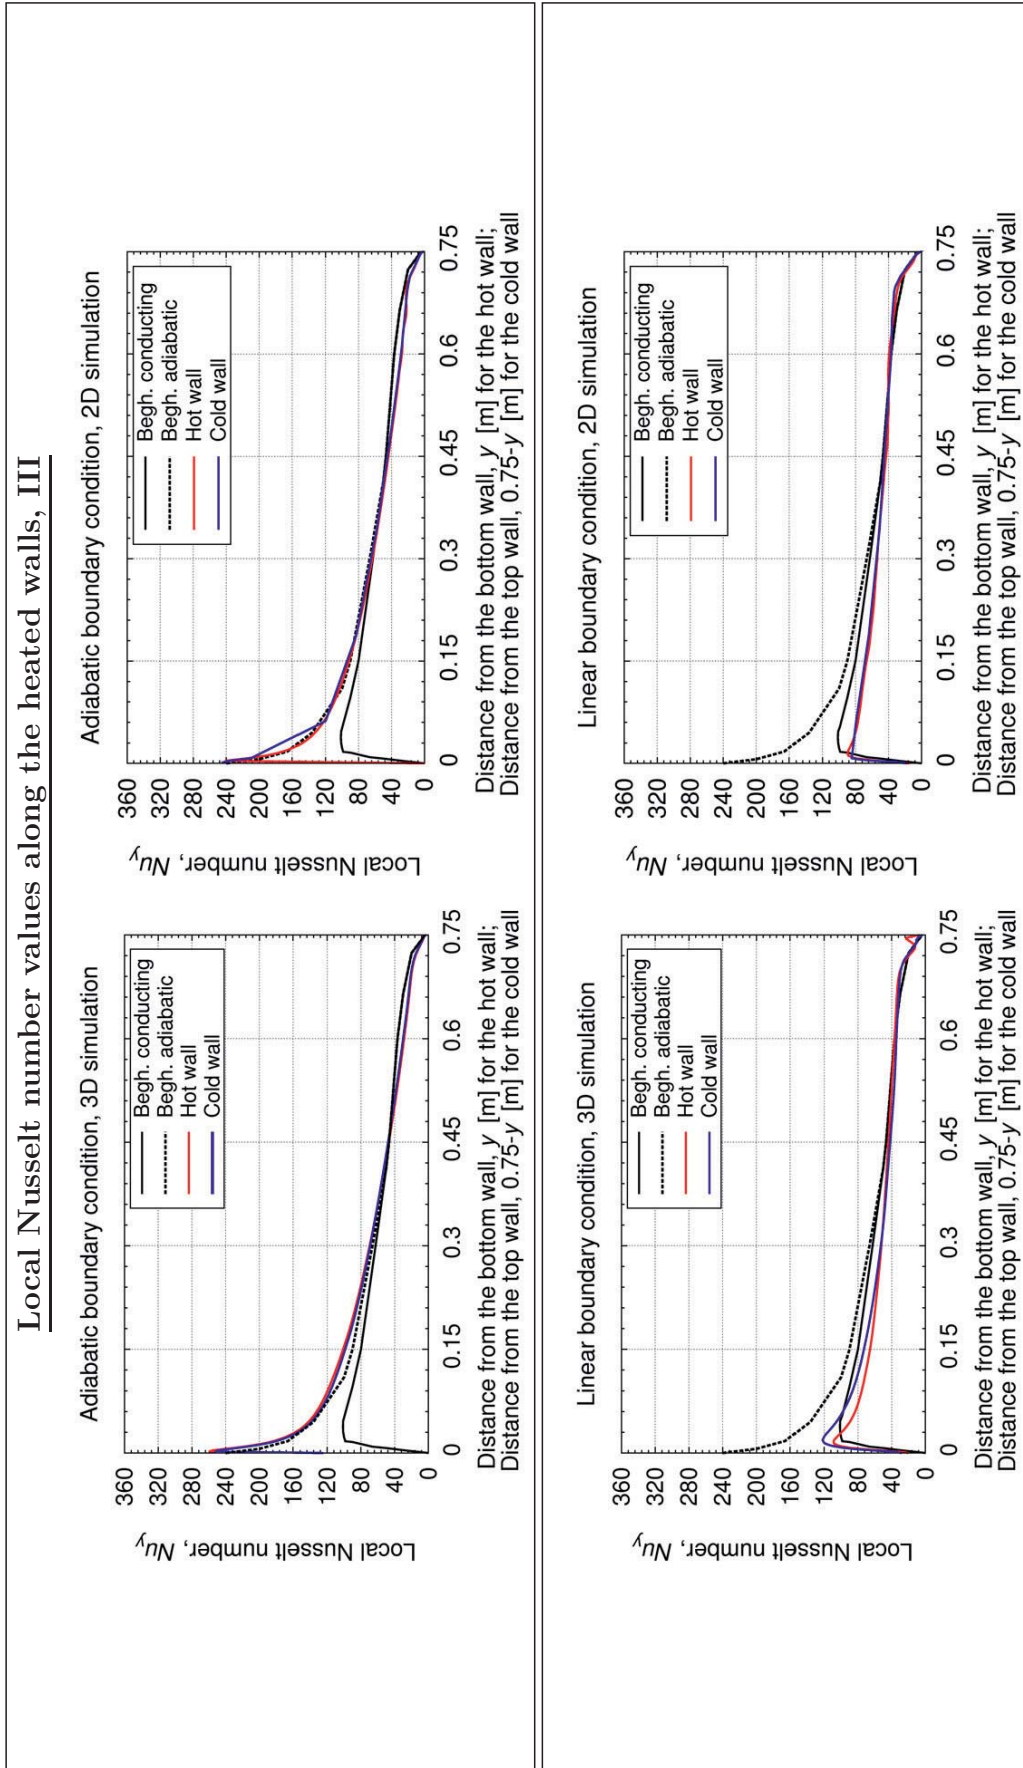 Local Nusselt number values along the heated walls, III
Adiabatic boundary condition, 3D simulation
Local Nusselt number, Nuy
360
320
280
240
200
160
120
80
40
0
Begh. conducting
Begh. adiabatic
Hot wall
Cold wall
0 0.15 0.3 0.45 0.6 0.75
Distance from the bottom wall, y [m] for the hot wall;
Distance from the top wall, 0.75-y [m] for the cold wall
Adiabatic boundary condition, 2D simulation
Local Nusselt number, Nuy
360
320
280
240
200
160
120
80
40
0
Begh. conducting
Begh. adiabatic
Hot wall
Cold wall
0 0.15 0.3 0.45 0.6 0.75
Distance from the bottom wall, y [m] for the hot wall;
Distance from the top wall, 0.75-y [m] for the cold wall
Linear boundary condition, 3D simulation
Local Nusselt number, Nuy
360
320
280
240
200
160
120
80
40
0
Begh. conducting
Begh. adiabatic
Hot wall
Cold wall
0 0.15 0.3 0.45 0.6 0.75
Distance from the bottom wall, y [m] for the hot wall;
Distance from the top wall, 0.75-y [m] for the cold wall
Linear boundary condition, 2D simulation
Local Nusselt number, Nuy
360
320
280
240
200
160
120
80
40
0
Begh. conducting
Begh. adiabatic
Hot wall
Cold wall
0 0.15 0.3 0.45 0.6 0.75
Distance from the bottom wall, y [m] for the hot wall;
Distance from the top wall, 0.75-y [m] for the cold wall